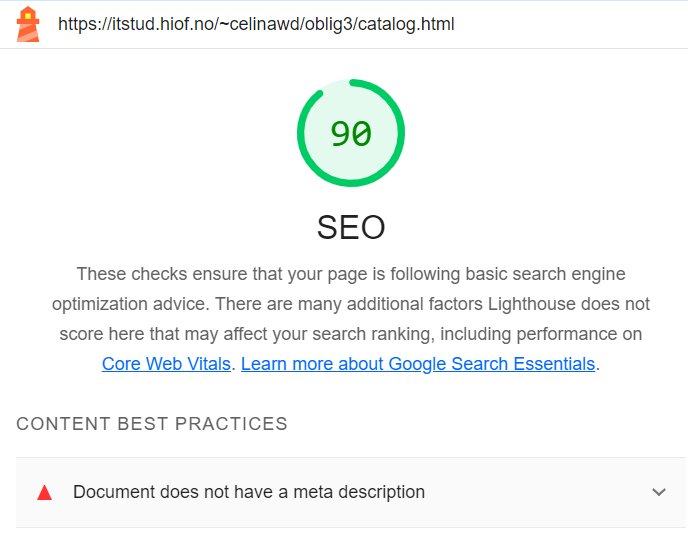 https://itstud.hiof.no/~celinawd/oblig3/catalog.html
90
SEO
These checks ensure that your page is following basic search engine
optimization advice. There are many additional factors Lighthouse does not
score here that may affect your search ranking, including performance on
Core Web Vitals. Learn more about Google Search Essentials.
CONTENT BEST PRACTICES
Document does not have a meta description